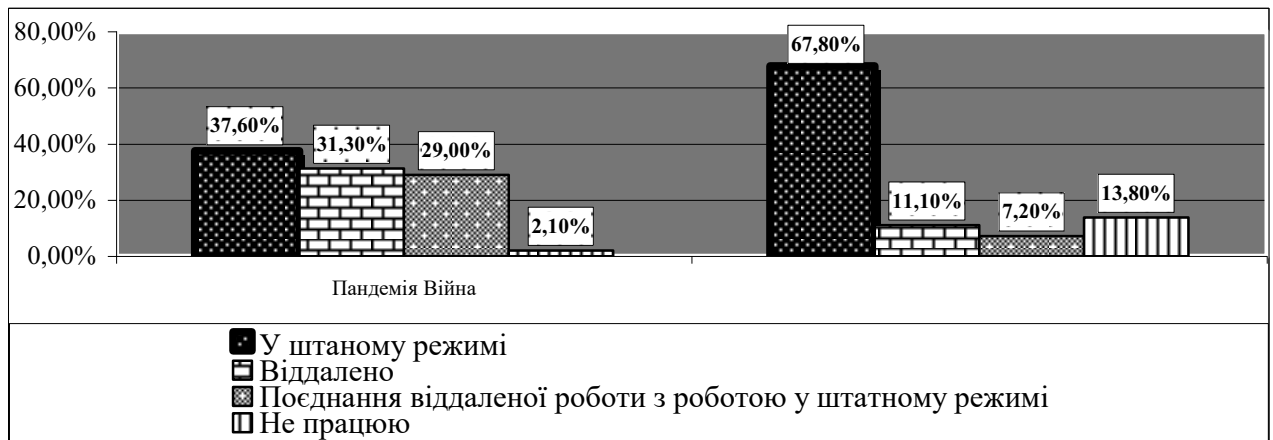 80,00%
60,00%
40,00%
20,00%
0,00%
37,60%
31,30%
29,00%
2,10%
67,80%
11,10%
7,20%
13,80%
Пандемія Війна
У штаному режимі
Віддалено
Поєднання віддаленої роботи з роботою у штатному режимі
Не працюю